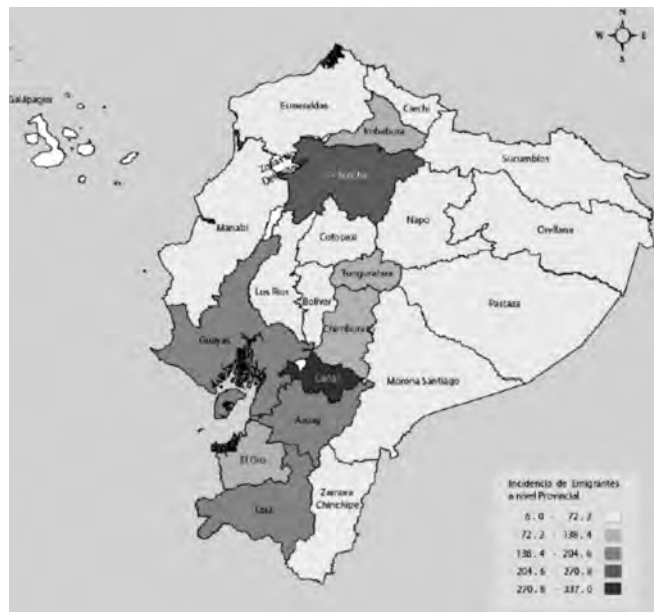 N
W E
S
Galápagos
Esmeraldas
Carchi
Imbabura
Sucumbíos
Pichincha
Manabí
Cotopaxi
Napo
Orellana
Tungurahua
Los Ríos
Bolívar
Pastaza
Guayas
Chimborazo
Cañar
Morona Santiago
Azuay
El Oro
Loja
Zamora
Chinchipe
Incidencia de Emigrantes
a nivel Provincial
6.0 - 72.2
72.2 - 138.4
138.4 - 204.6
204.6 - 270.8
270.8 - 337.0